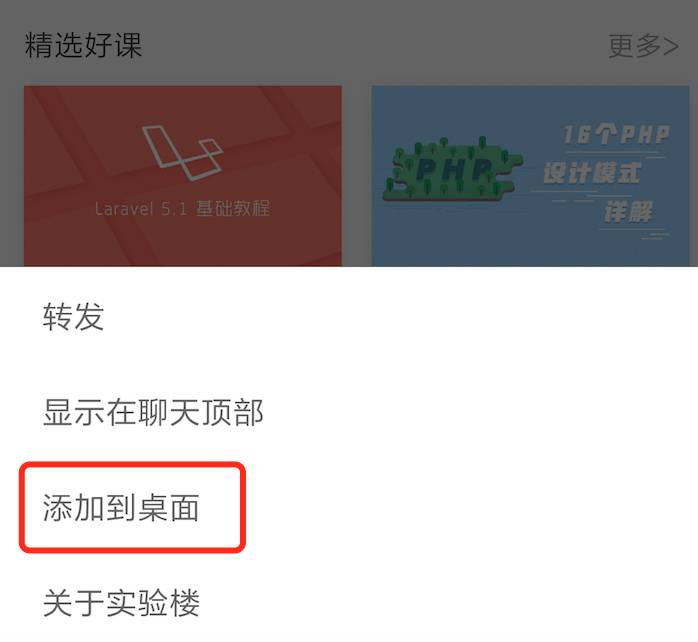 精选好课
更多>
Laravel 5.1 基础教程
PHP
16个PHP
设计模式
详解
转发
显示在聊天顶部
添加到桌面
关于实验楼